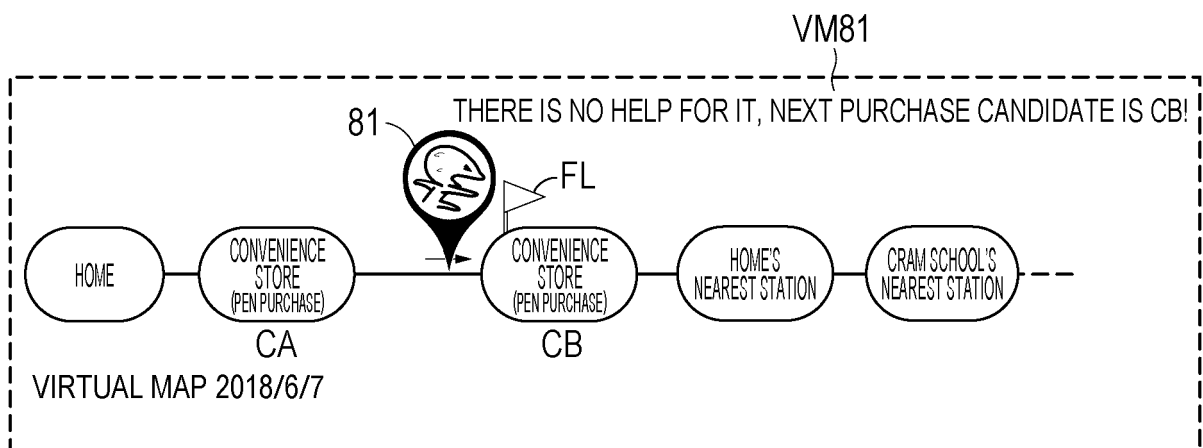 VM81
THERE IS NO HELP FOR IT, NEXT PURCHASE CANDIDATE IS CB!
81
FL
HOME
CONVENIENCE
STORE
(PEN PURCHASE)
CONVENIENCE
STORE
(PEN PURCHASE)
HOME'S
NEAREST STATION
CRAM SCHOOL'S
NEAREST STATION
CA
CB
VIRTUAL MAP 2018/6/7